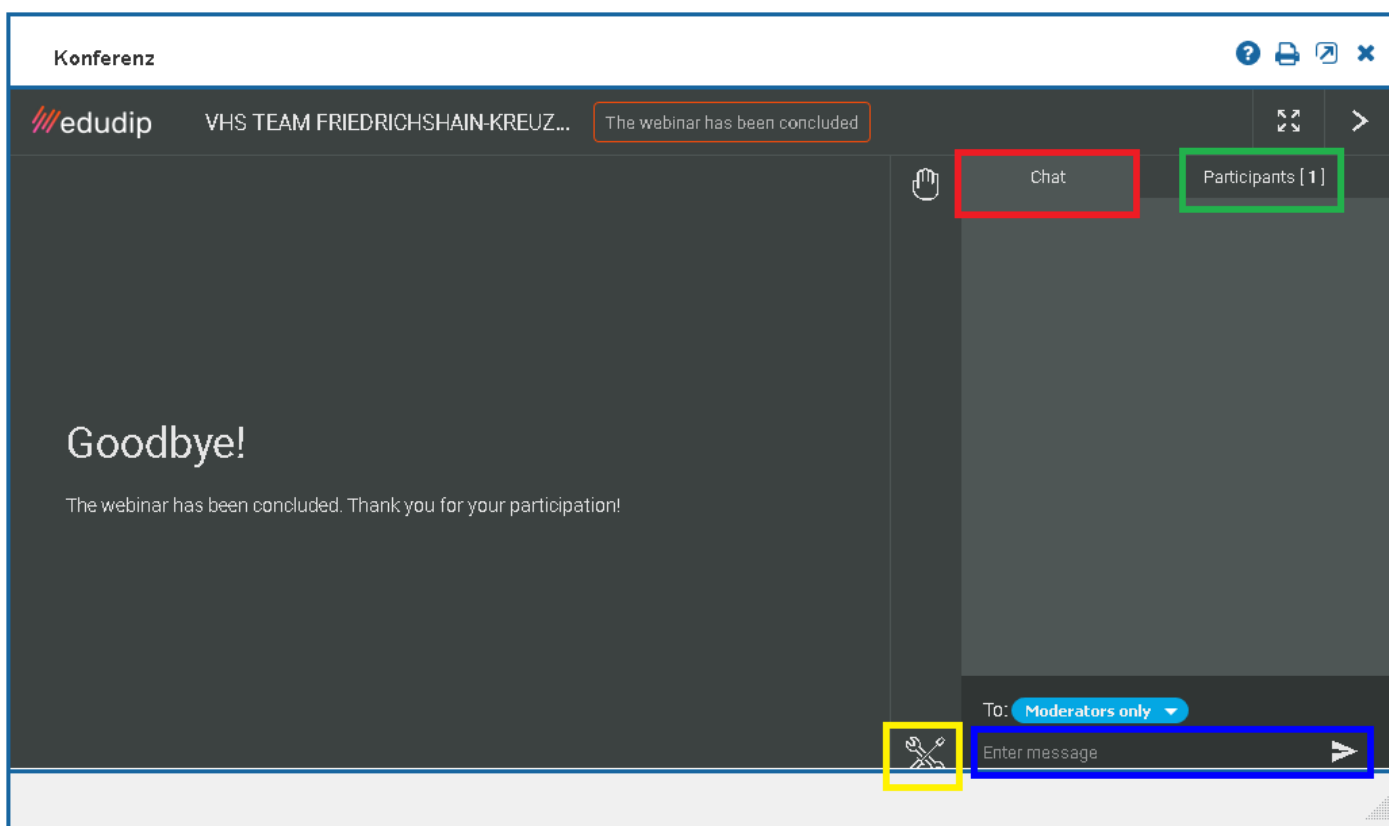 Konferenz
edudip VHS TEAM FRIEDRICHSHAIN-KREUZ... The webinar has been concluded
Chat Participants [ 1 ]
Goodbye!
The webinar has been concluded. Thank you for your participation!
To: Moderators only
Enter message